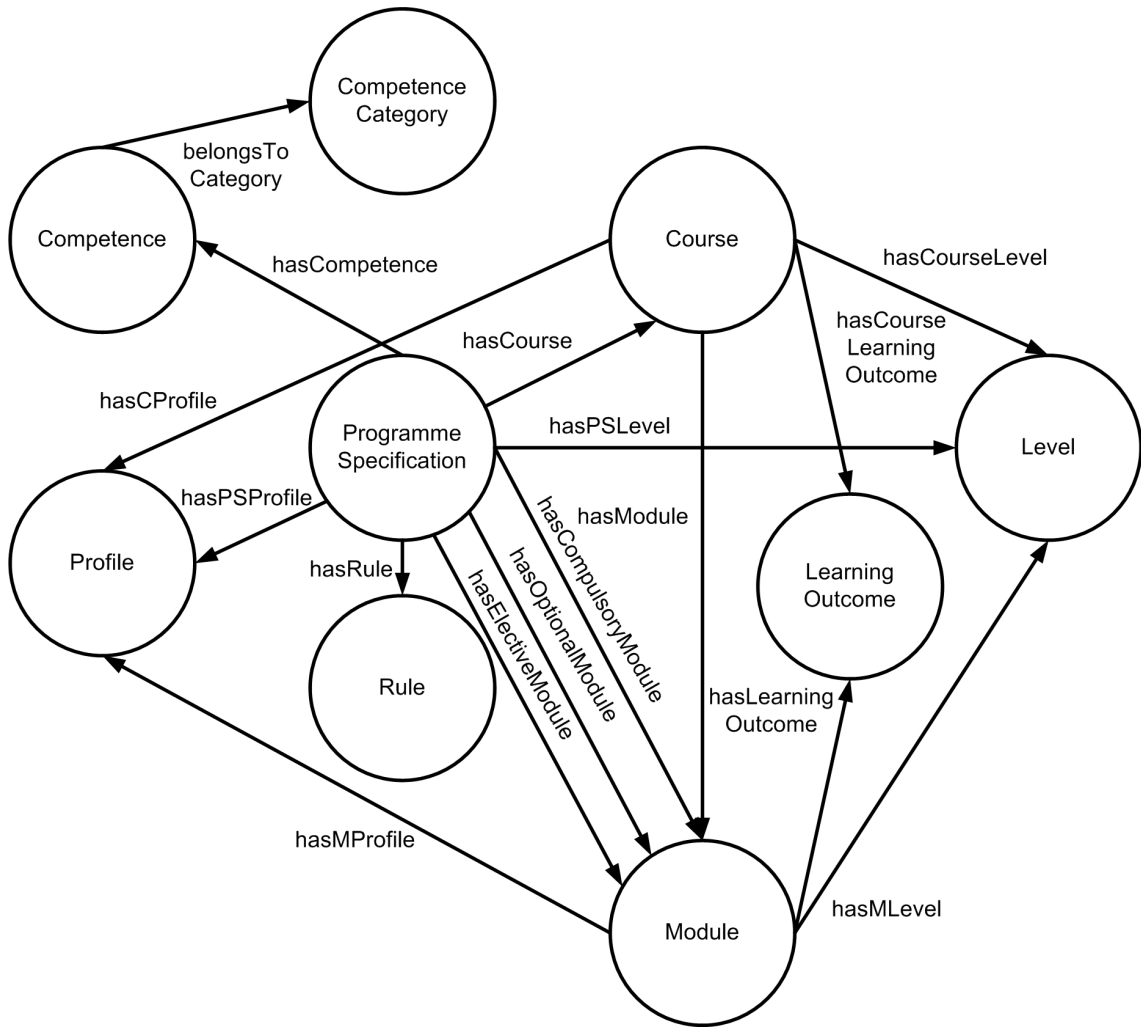 Competence
Category
belongsTo
Category
Competence
Course
hasCompetence
hasCourseLevel
hasCourse
hasCourse
Learning
Outcome
hasCProfile
Programme
Specification
hasPSLevel
Level
hasPSProfile
hasModule
hasCompulsoryModule
hasOptionalModule
hasElectiveModule
Profile
hasRule
Learning
Outcome
Rule
hasLearning
Outcome
hasMProfile
hasMLevel
Module